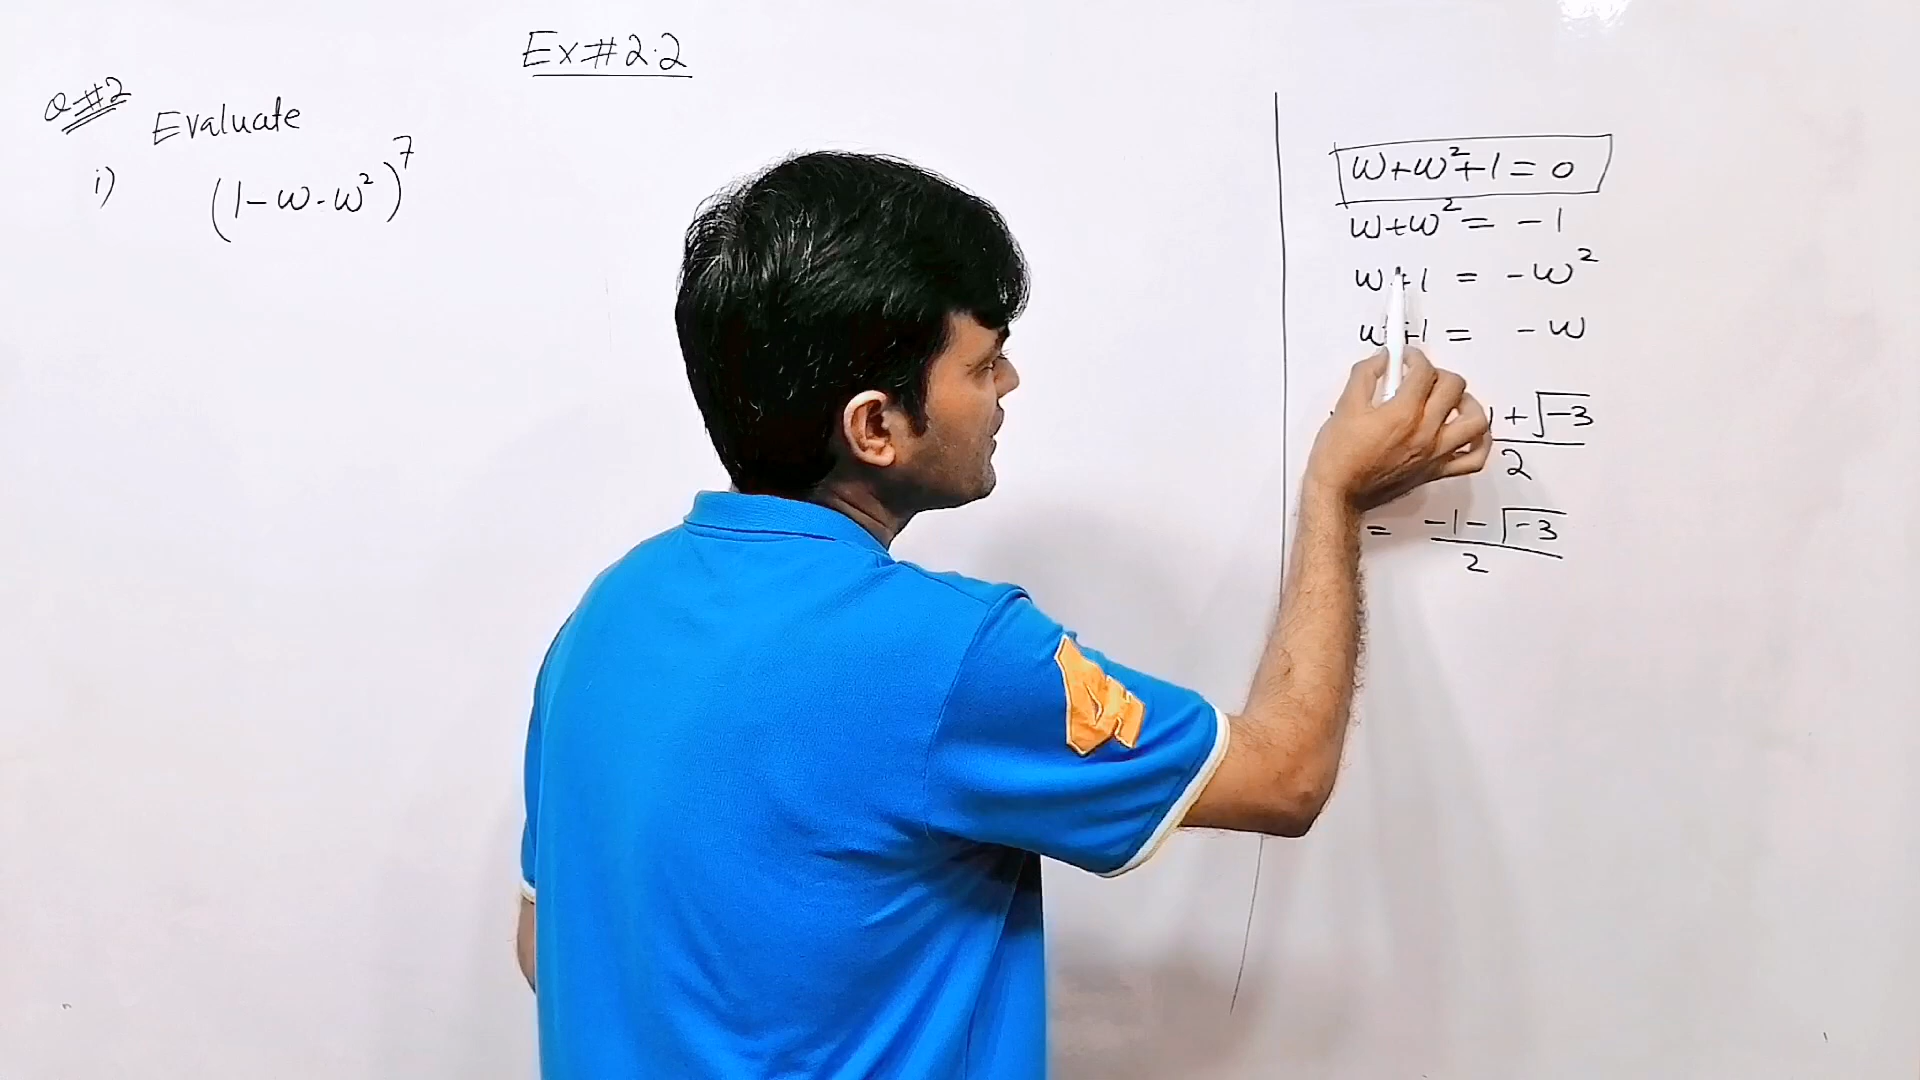 Ex#2.2
Q#2
Evaluate
i) (1-ω-ω²)⁷
ω+ω²+1=0
ω+ω²= -1
ω+1 = -ω²
+1 = -ω
+√-3
2
= -1-√-3
2